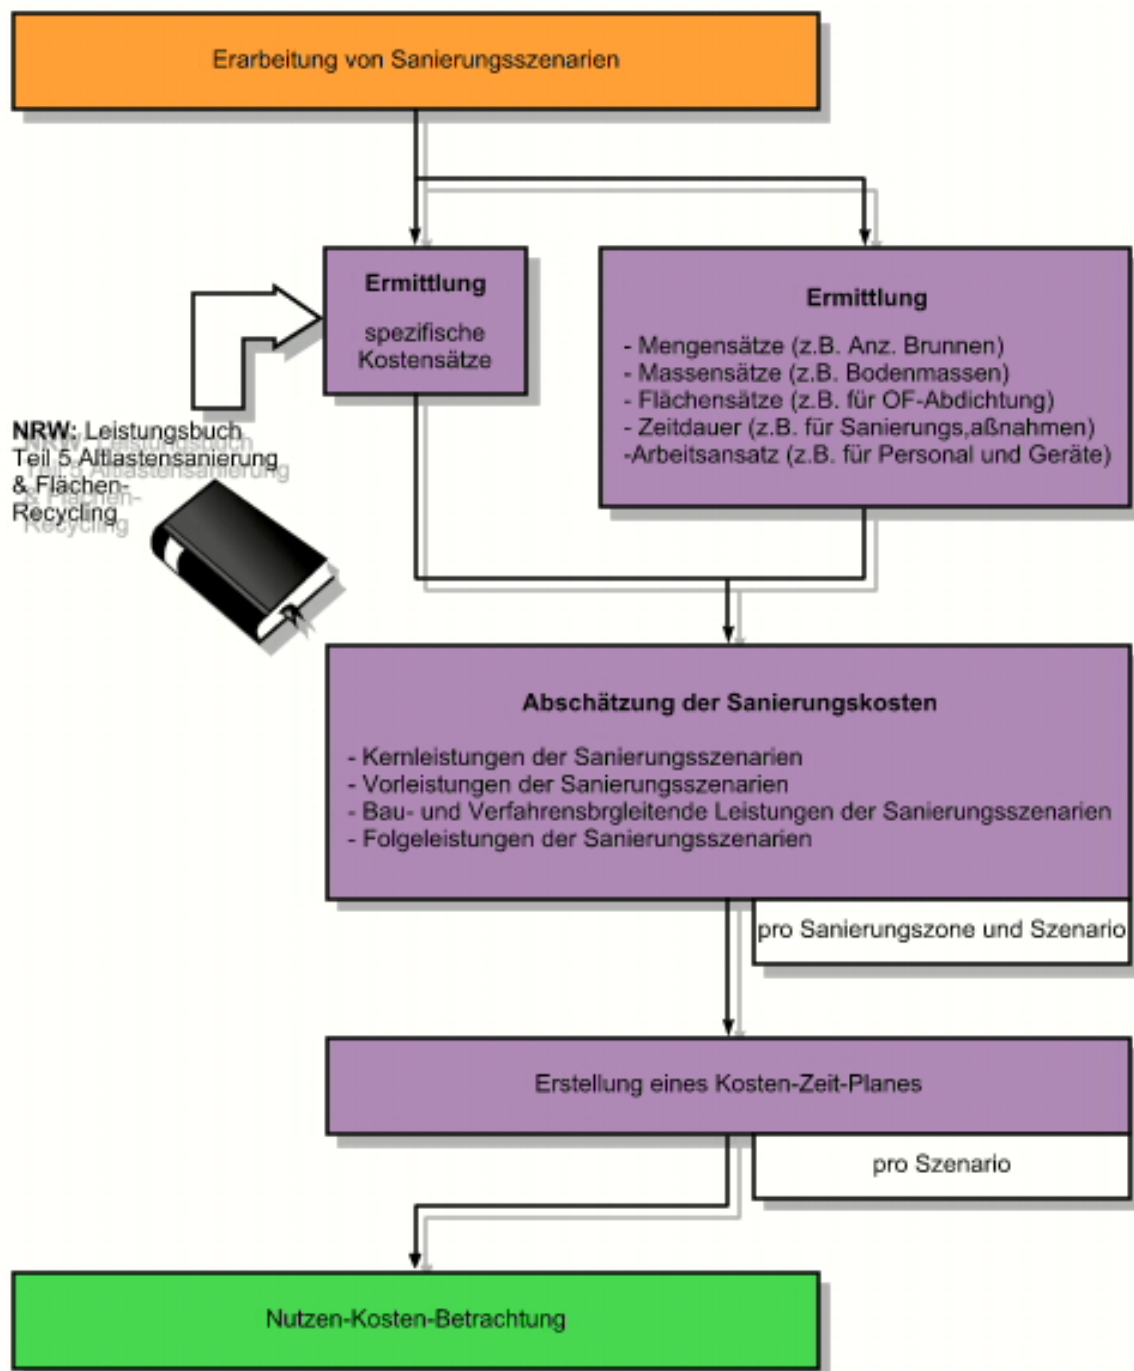 Erarbeitung von Sanierungsszenarien
Ermittlung
spezifische
Kostensätze
Ermittlung
- Mengensätze (z.B. Anz. Brunnen)
- Massensätze (z.B. Bodenmassen)
- Flächensätze (z.B. für OF-Abdichtung)
- Zeitdauer (z.B. für Sanierungs,aßnahmen)
-Arbeitsansatz (z.B. für Personal und Geräte)
NRW: Leistungsbuch
Teil 5 Altlastensanierung
& Flächen-
Recycling
Abschätzung der Sanierungskosten
- Kernleistungen der Sanierungsszenarien
- Vorleistungen der Sanierungsszenarien
- Bau- und Verfahrensbrgleitende Leistungen der Sanierungsszenarien
- Folgeleistungen der Sanierungsszenarien
pro Sanierungszone und Szenario
Erstellung eines Kosten-Zeit-Planes
pro Szenario
Nutzen-Kosten-Betrachtung